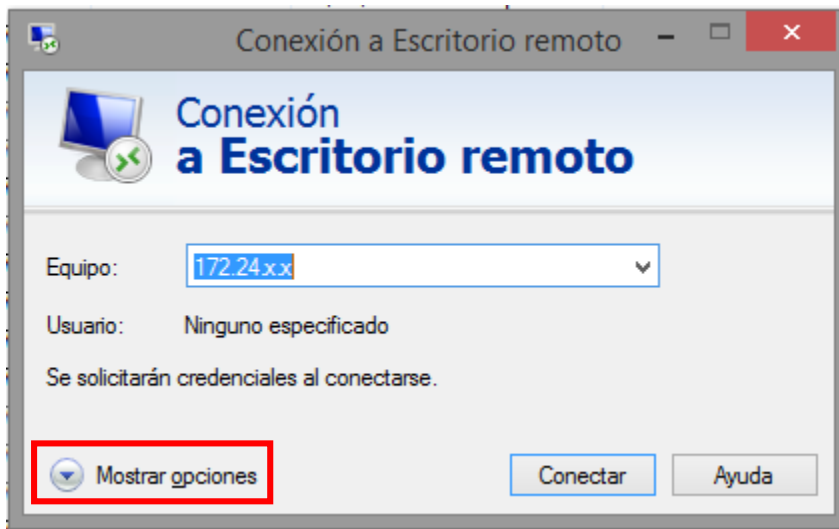 Conexión a Escritorio remoto
Conexión
a Escritorio remoto
Equipo: 172.24.x.x
Usuario: Ninguno especificado
Se solicitarán credenciales al conectarse.
Mostrar opciones Conectar Ayuda